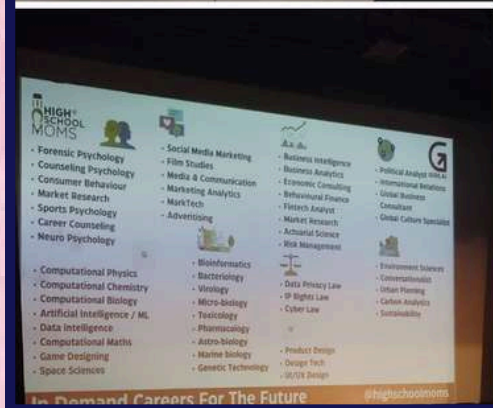 HIGH
SCHOOL
MOMS
- Forensic Psychology
- Counseling Psychology
- Consumer Behaviour
- Market Research
- Sports Psychology
- Career Counseling
- Neuro Psychology
- Computational Physics
- Computational Chemistry
- Computational Biology
- Artificial Intelligence / ML
- Data Intelligence
- Computational Maths
- Game Designing
- Space Sciences
- Social Media Marketing
- Film Studies
- Media & Communication
- Marketing Analytics
- MarkTech
- Advertising
- Bioinformatics
- Bacteriology
- Virology
- Micro-biology
- Toxicology
- Pharmacology
- Astro-biology
- Marine biology
- Genetic Technology
- Business Intelligence
- Business Analytics
- Economic Consulting
- Behavioural Finance
- Fintech Analyst
- Market Research
- Actuarial Science
- Risk Management
- Data Privacy Law
- IP Rights Law
- Cyber Law
- Product Design
- Design Tech
- UI/UX Design
- Political Analyst
- International Relations
- Global Business
Consultant
- Global Culture Specialist
- Environment Sciences
- Conversationalist
- Urban Planning
- Carbon Analytics
- Sustainability
In Demand Careers For The Future
@highschoolmoms